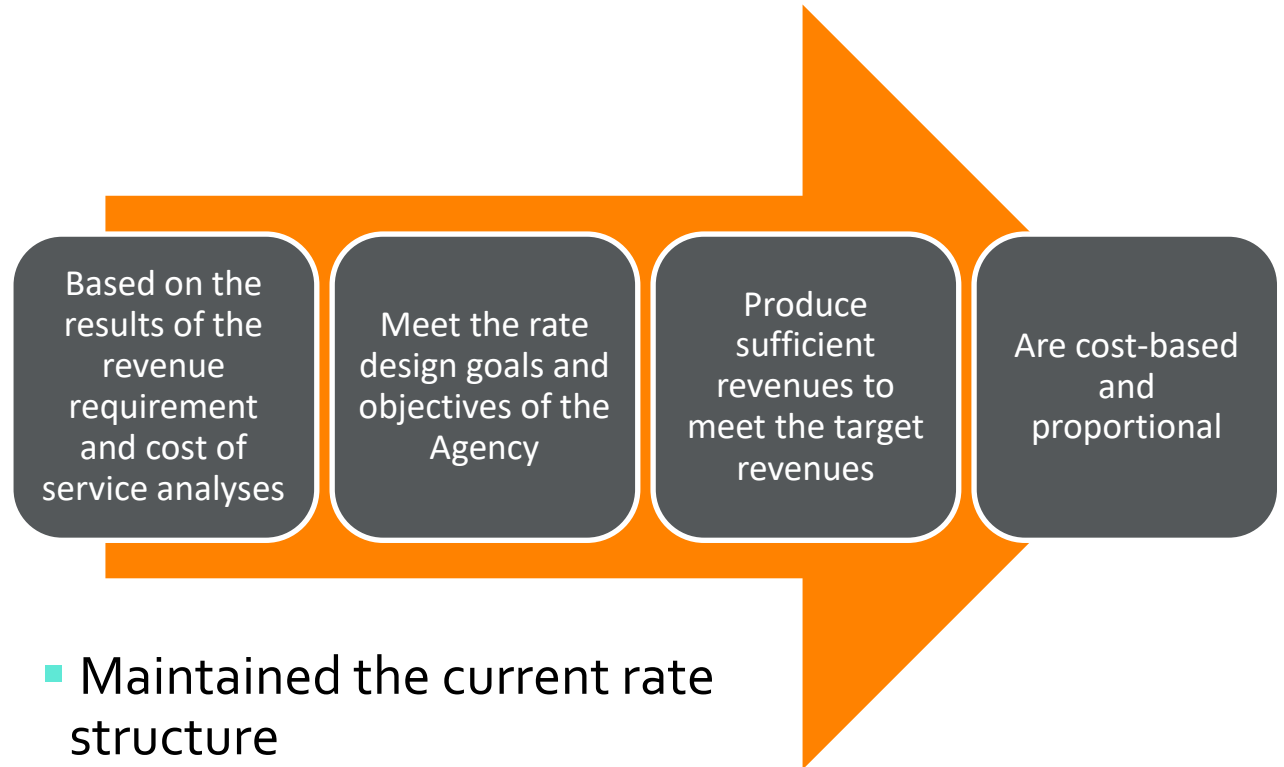 Based on the
results of the
revenue
requirement
and cost of
service analyses
Meet the rate
design goals and
objectives of the
Agency
Produce
sufficient
revenues to
meet the target
revenues
Are cost-based
and
proportional
Maintained the current rate
structure